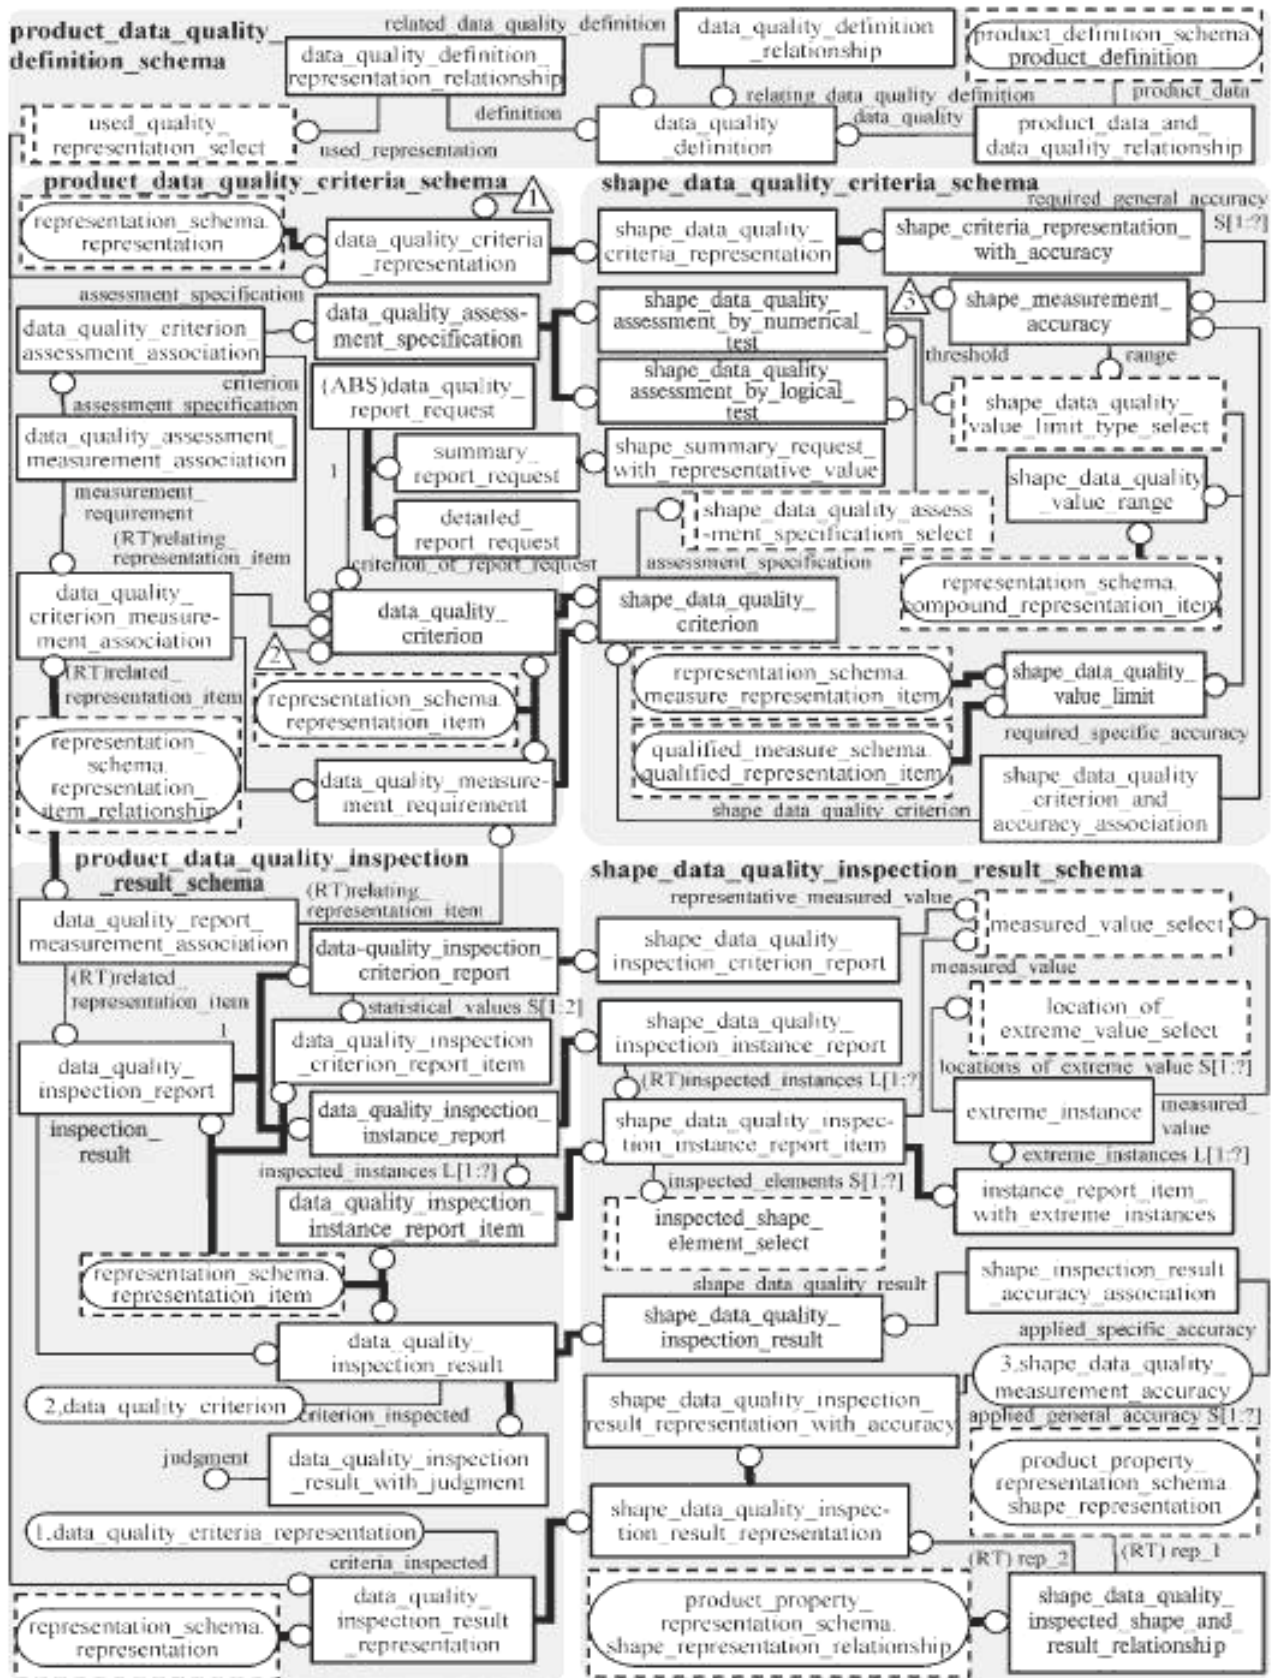 product_data_quality_
definition_schema
related_data_quality_definition
data_quality_definition_
representation_relationship
data_quality_definition
_relationship
product_definition_schema.
product_definition
used_quality_
representation_select
used_representation
definition
relating_data_quality_definition
data_quality_
definition
data_quality
product_data
product_data_and_
data_quality_relationship
product_data_quality_criteria_schema
1
representation_schema.
representation
data_quality_criteria
_representation
assessment_specification
data_quality_criterion_
assessment_association
data_quality_assess-
ment_specification
criterion
assessment_specification
(ABS)data_quality_
report_request
data_quality_assessment_
measurement_association
1
summary_
report_request
measurement_
requirement
detailed_
report_request
(RT)relating_
representation_item
criterion_of_report_request
data_quality_
criterion_measure-
ment_association
data_quality_
criterion
2
(RT)related_
representation_item
representation_schema.
representation_item
representation_
schema.
representation_
item_relationship
data_quality_measure-
ment_requirement
shape_data_quality_criteria_schema
required_general_accuracy
S[1:?]
shape_data_quality_
criteria_representation
shape_criteria_representation_
with_accuracy
shape_data_quality_
assessment_by_numerical_
test
3
shape_measurement_
accuracy
threshold
range
shape_data_quality_
assessment_by_logical_
test
shape_data_quality_
value_limit_type_select
shape_summary_request_
with_representative_value
shape_data_quality_
value_range
shape_data_quality_assess
-ment_specification_select
assessment_specification
representation_schema.
compound_representation_item
shape_data_quality_
criterion
representation_schema.
measure_representation_item
shape_data_quality_
value_limit
qualified_measure_schema.
qualified_representation_item
required_specific_accuracy
shape_data_quality_criterion
shape_data_quality
_criterion_and_
accuracy_association
product_data_quality_inspection
_result_schema
(RT)relating_
representation_item
data_quality_report_
measurement_association
data-quality_inspection_
criterion_report
(RT)related_
representation_item
statistical_values S[1:2]
1
data_quality_inspection
_criterion_report_item
data_quality_
inspection_report
data_quality_inspection_
instance_report
inspection_
result
inspected_instances L[1:?]
data_quality_inspection_
instance_report_item
representation_schema.
representation_item
data_quality_
inspection_result
2,data_quality_criterion
criterion_inspected
judgment
data_quality_inspection
_result_with_judgment
1.data_quality_criteria_representation
criteria_inspected
representation_schema.
representation
data_quality_
inspection_result
_representation
shape_data_quality_inspection_result_schema
representative_measured_value
shape_data_quality_
inspection_criterion_report
measured_value_select
measured_value
shape_data_quality_
inspection_instance_report
location_of_
extreme_value_select
(RT)inspected_instances L[1:?]
locations_of_extreme_value S[1:?]
shape_data_quality_inspec-
tion_instance_report_item
extreme_instance
measured_
value
inspected_elements S[1:?]
extreme_instances L[1:?]
inspected_shape_
element_select
instance_report_item_
with_extreme_instances
shape_data_quality_result
shape_inspection_result
_accuracy_association
shape_data_quality_
inspection_result
applied_specific_accuracy
3.shape_data_quality_
measurement_accuracy
shape_data_quality_inspection_
result_representation_with_accuracy
applied_general_accuracy S[1:?]
product_property_
representation_schema.
shape_representation
shape_data_quality_inspec-
tion_result_representation
(RT) rep_2
(RT) rep_1
product_property_
representation_schema.
shape_representation_relationship
shape_data_quality_
inspected_shape_and_
result_relationship